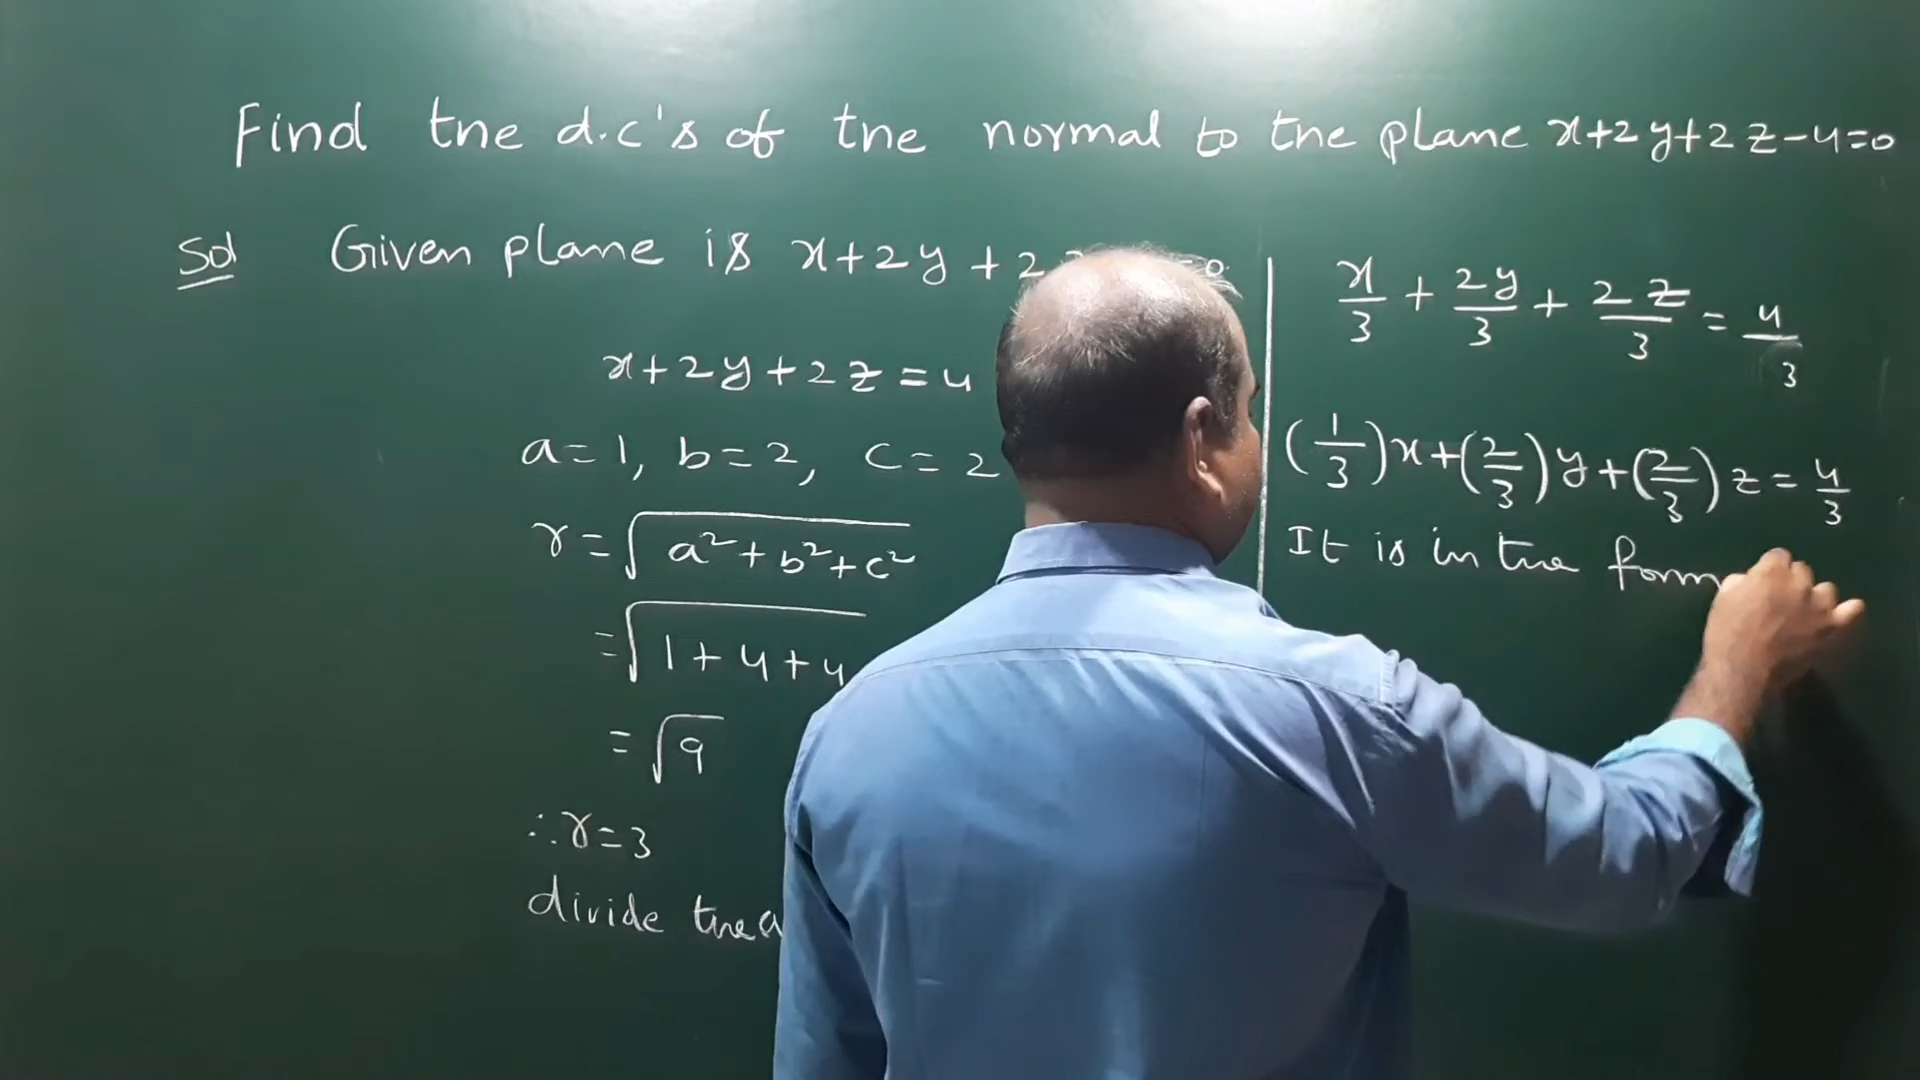 Find the d.c's of the normal to the plane x+2y+2z-4=0
Sol Given plane is x+2y+2 =0
x+2y+2z=4
a=1, b=2, c=2
r=√a²+b²+c²
=√1+4+4
=√9
∴r=3
divide the
x/3 + 2y/3 + 2z/3 = 4/3
(1/3)x+(2/3)y+(2/3)z=4/3
It is in the form